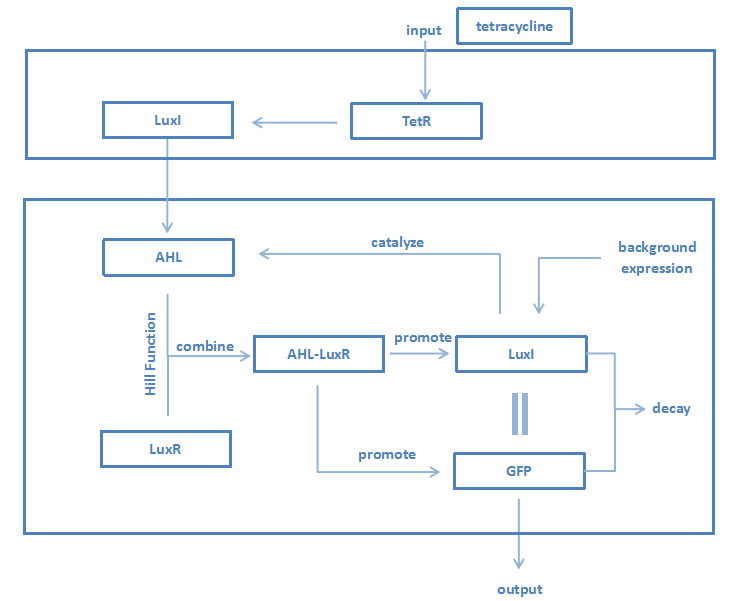 input
tetracycline
LuxI
TetR
AHL
catalyze
background
expression
Hill Function
combine
AHL-LuxR
promote
LuxI
decay
LuxR
promote
GFP
output